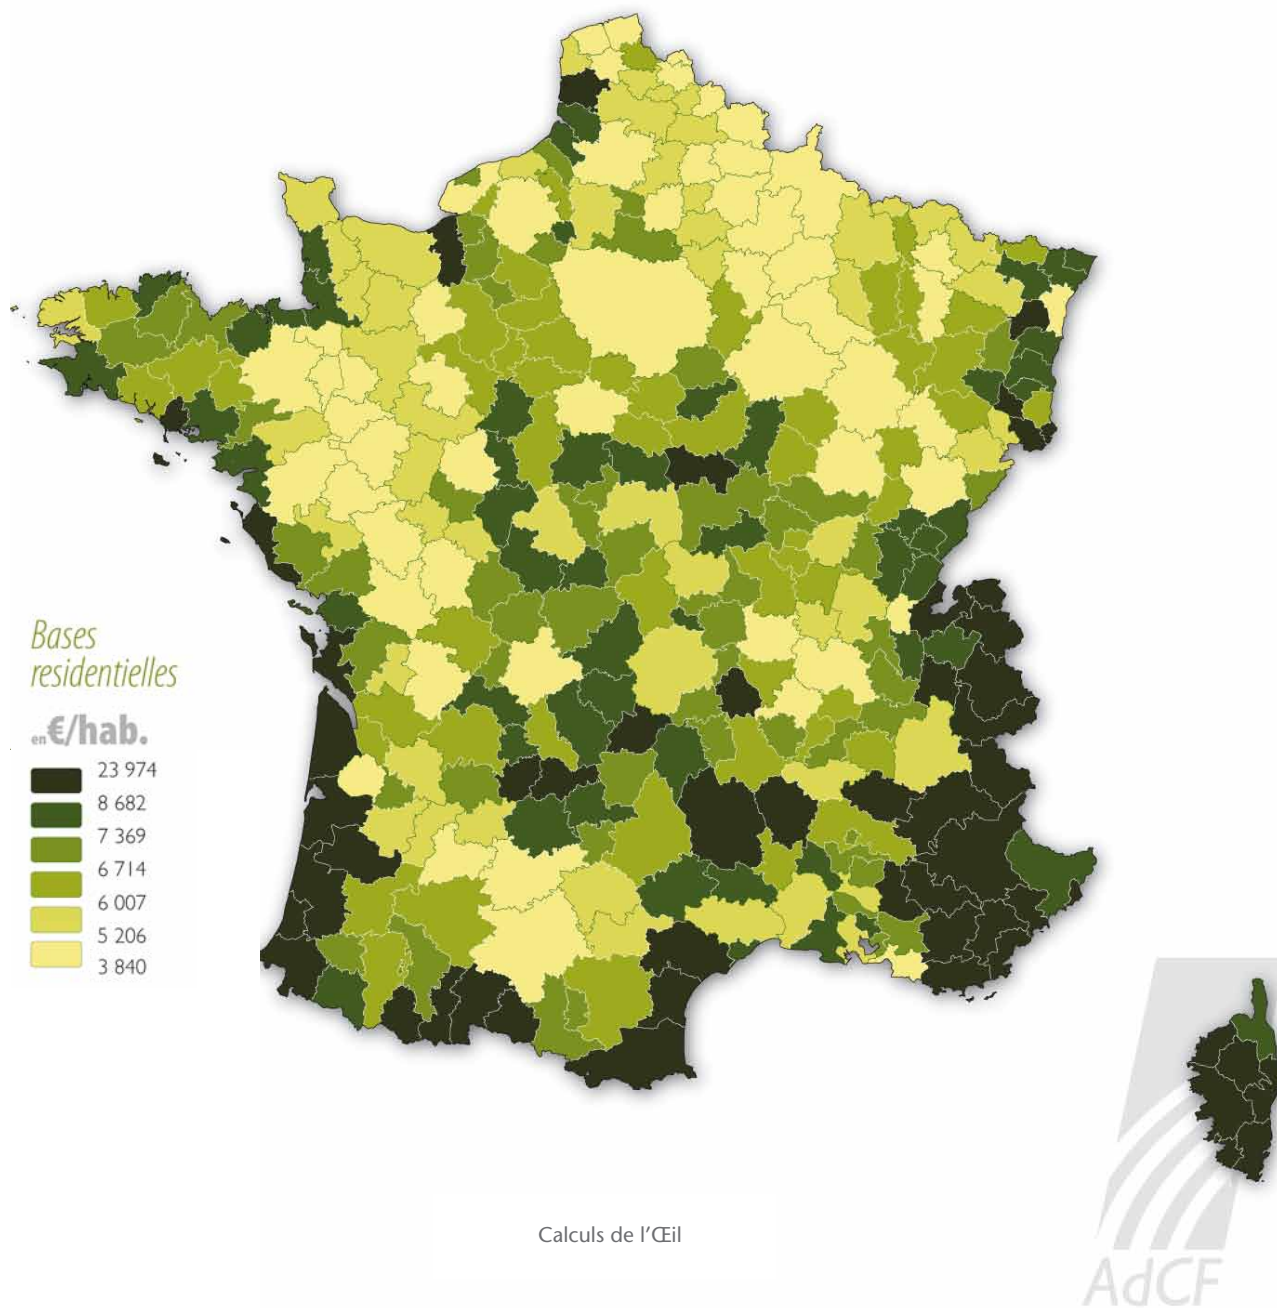 Bases
residentielles
en €/hab.
23 974
8 682
7 369
6 714
6 007
5 206
3 840
Calculs de l'Œil
AdCF